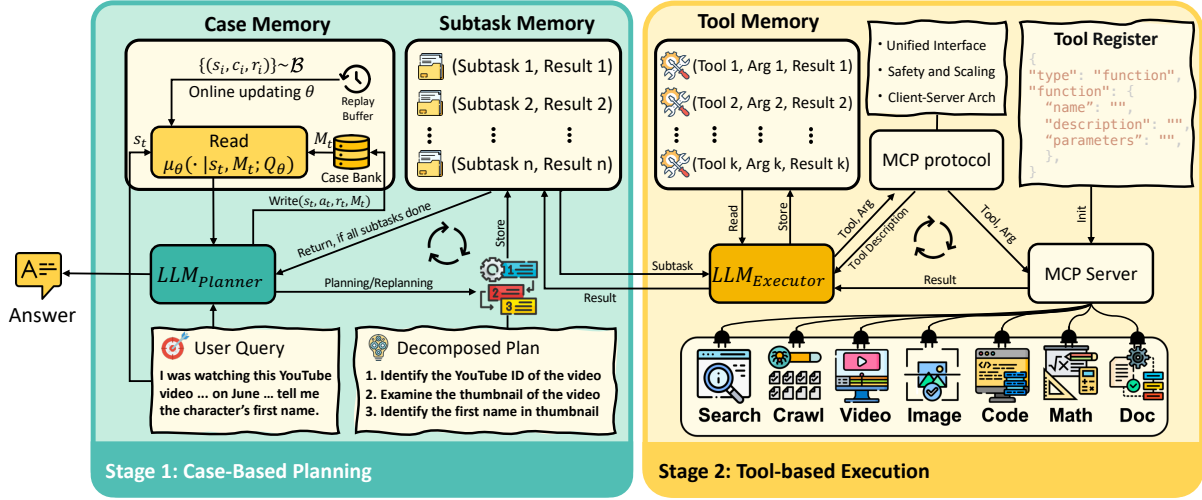 Case Memory
{(s_i, c_i, r_i)}~ℬ
Online updating θ
Replay
Buffer
s_t
Read
μ_θ(· |s_t, M_t; Q_θ)
M_t
Case Bank
Write(s_t, a_t, r_t, M_t)
Subtask Memory
(Subtask 1, Result 1)
(Subtask 2, Result 2)
(Subtask n, Result n)
Return, if all subtasks done
Store
LLM_Planner
Planning/Replanning
1
2
3
A
Answer
User Query
I was watching this YouTube
video ... on June ... tell me
the character's first name.
Decomposed Plan
1. Identify the YouTube ID of the video
2. Examine the thumbnail of the video
3. Identify the first name in thumbnail
Stage 1: Case-Based Planning
Subtask
Result
Tool Memory
(Tool 1, Arg 1, Result 1)
(Tool 2, Arg 2, Result 2)
(Tool k, Arg k, Result k)
Read
Store
• Unified Interface
• Safety and Scaling
• Client-Server Arch
MCP protocol
Tool Register
{
"type": "function",
"function": {
"name": "",
"description": "",
"parameters": "",
},
}
Tool, Arg
Tool Description
Tool, Arg
Init
LLM_Executor
Result
MCP Server
Search
Crawl
Video
Image
Code
Math
Doc
Stage 2: Tool-based Execution